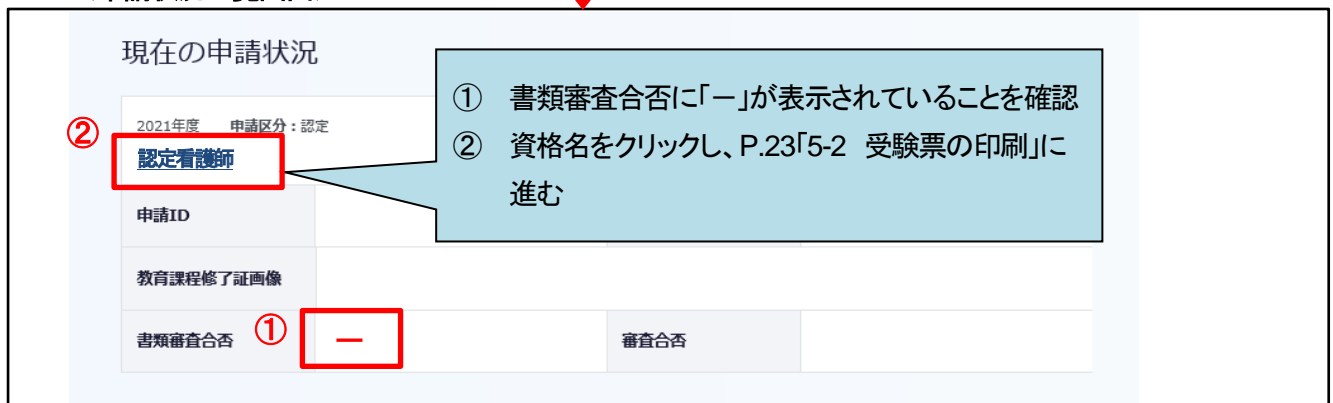 現在の申請状況
① 書類審査合否に「－」が表示されていることを確認
② 資格名をクリックし、P.23「5-2 受験票の印刷」に
進む
2021年度 申請区分：認定
②
認定看護師
申請ID
教育課程修了証画像
書類審査合否 ① － 審査合否